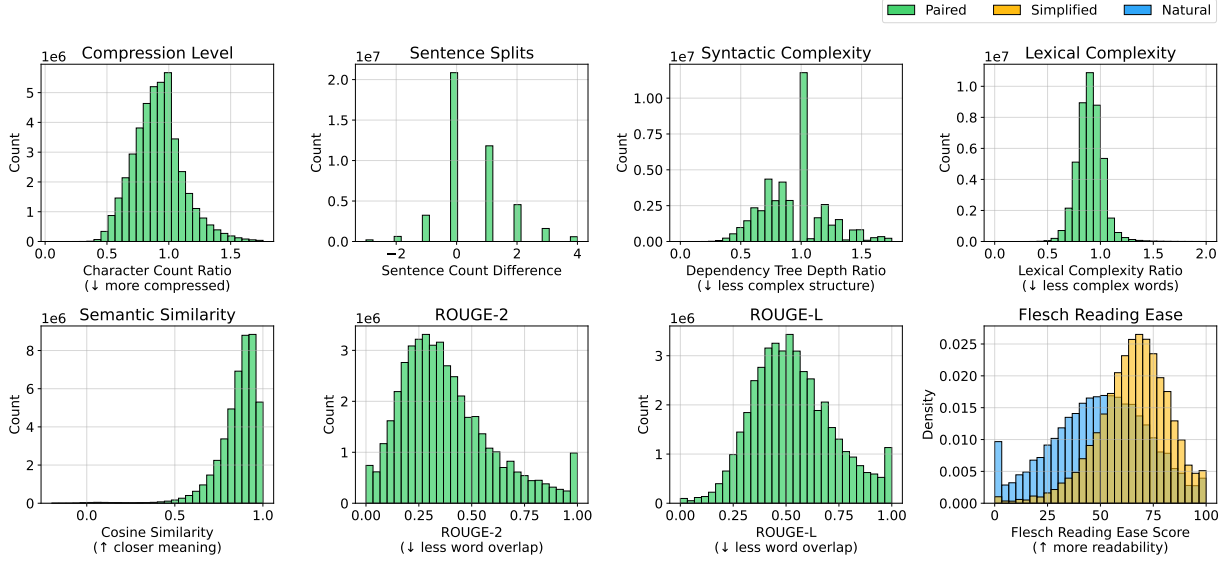 Paired Simplified Natural
Compression Level
1e6
5
4
3
2
1
0
Count
0.0 0.5 1.0 1.5
Character Count Ratio
(↓ more compressed)
Sentence Splits
1e7
2.0
1.5
1.0
0.5
0.0
Count
−2 0 2 4
Sentence Count Difference
Syntactic Complexity
1e7
1.00
0.75
0.50
0.25
0.00
Count
0.0 0.5 1.0 1.5
Dependency Tree Depth Ratio
(↓ less complex structure)
Lexical Complexity
1e7
1.0
0.8
0.6
0.4
0.2
0.0
Count
0.0 0.5 1.0 1.5 2.0
Lexical Complexity Ratio
(↓ less complex words)
Semantic Similarity
1e6
8
6
4
2
0
Count
0.0 0.5 1.0
Cosine Similarity
(↑ closer meaning)
ROUGE-2
1e6
3
2
1
0
Count
0.00 0.25 0.50 0.75 1.00
ROUGE-2
(↓ less word overlap)
ROUGE-L
1e6
3
2
1
0
Count
0.00 0.25 0.50 0.75 1.00
ROUGE-L
(↓ less word overlap)
Flesch Reading Ease
0.025
0.020
0.015
0.010
0.005
0.000
Density
0 25 50 75 100
Flesch Reading Ease Score
(↑ more readability)